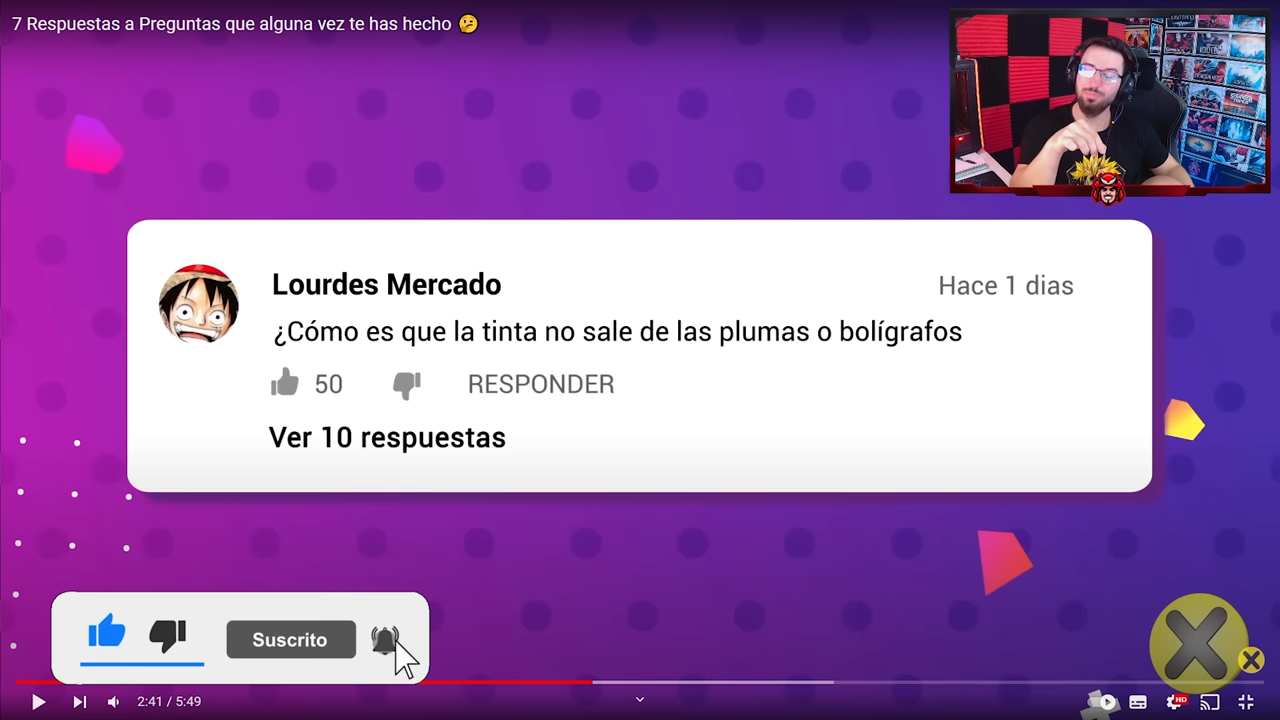 7 Respuestas a Preguntas que alguna vez te has hecho 🤔
Lourdes Mercado
Hace 1 dias
¿Cómo es que la tinta no sale de las plumas o bolígrafos
50
RESPONDER
Ver 10 respuestas
Suscrito
2:41 / 5:49
HD